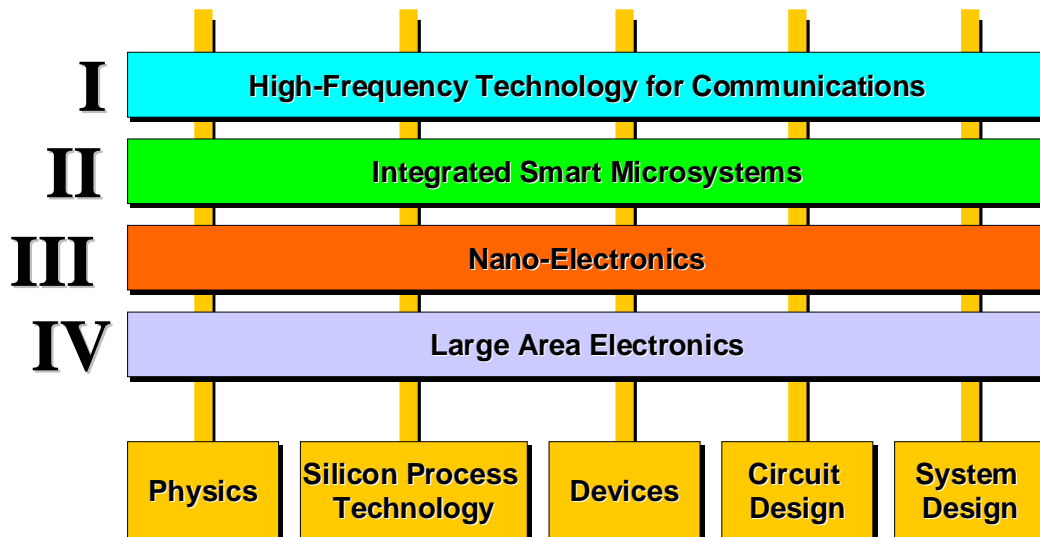 I
High-Frequency Technology for Communications
II
Integrated Smart Microsystems
III
Nano-Electronics
IV
Large Area Electronics
Physics
Silicon Process
Technology
Devices
Circuit
Design
System
Design